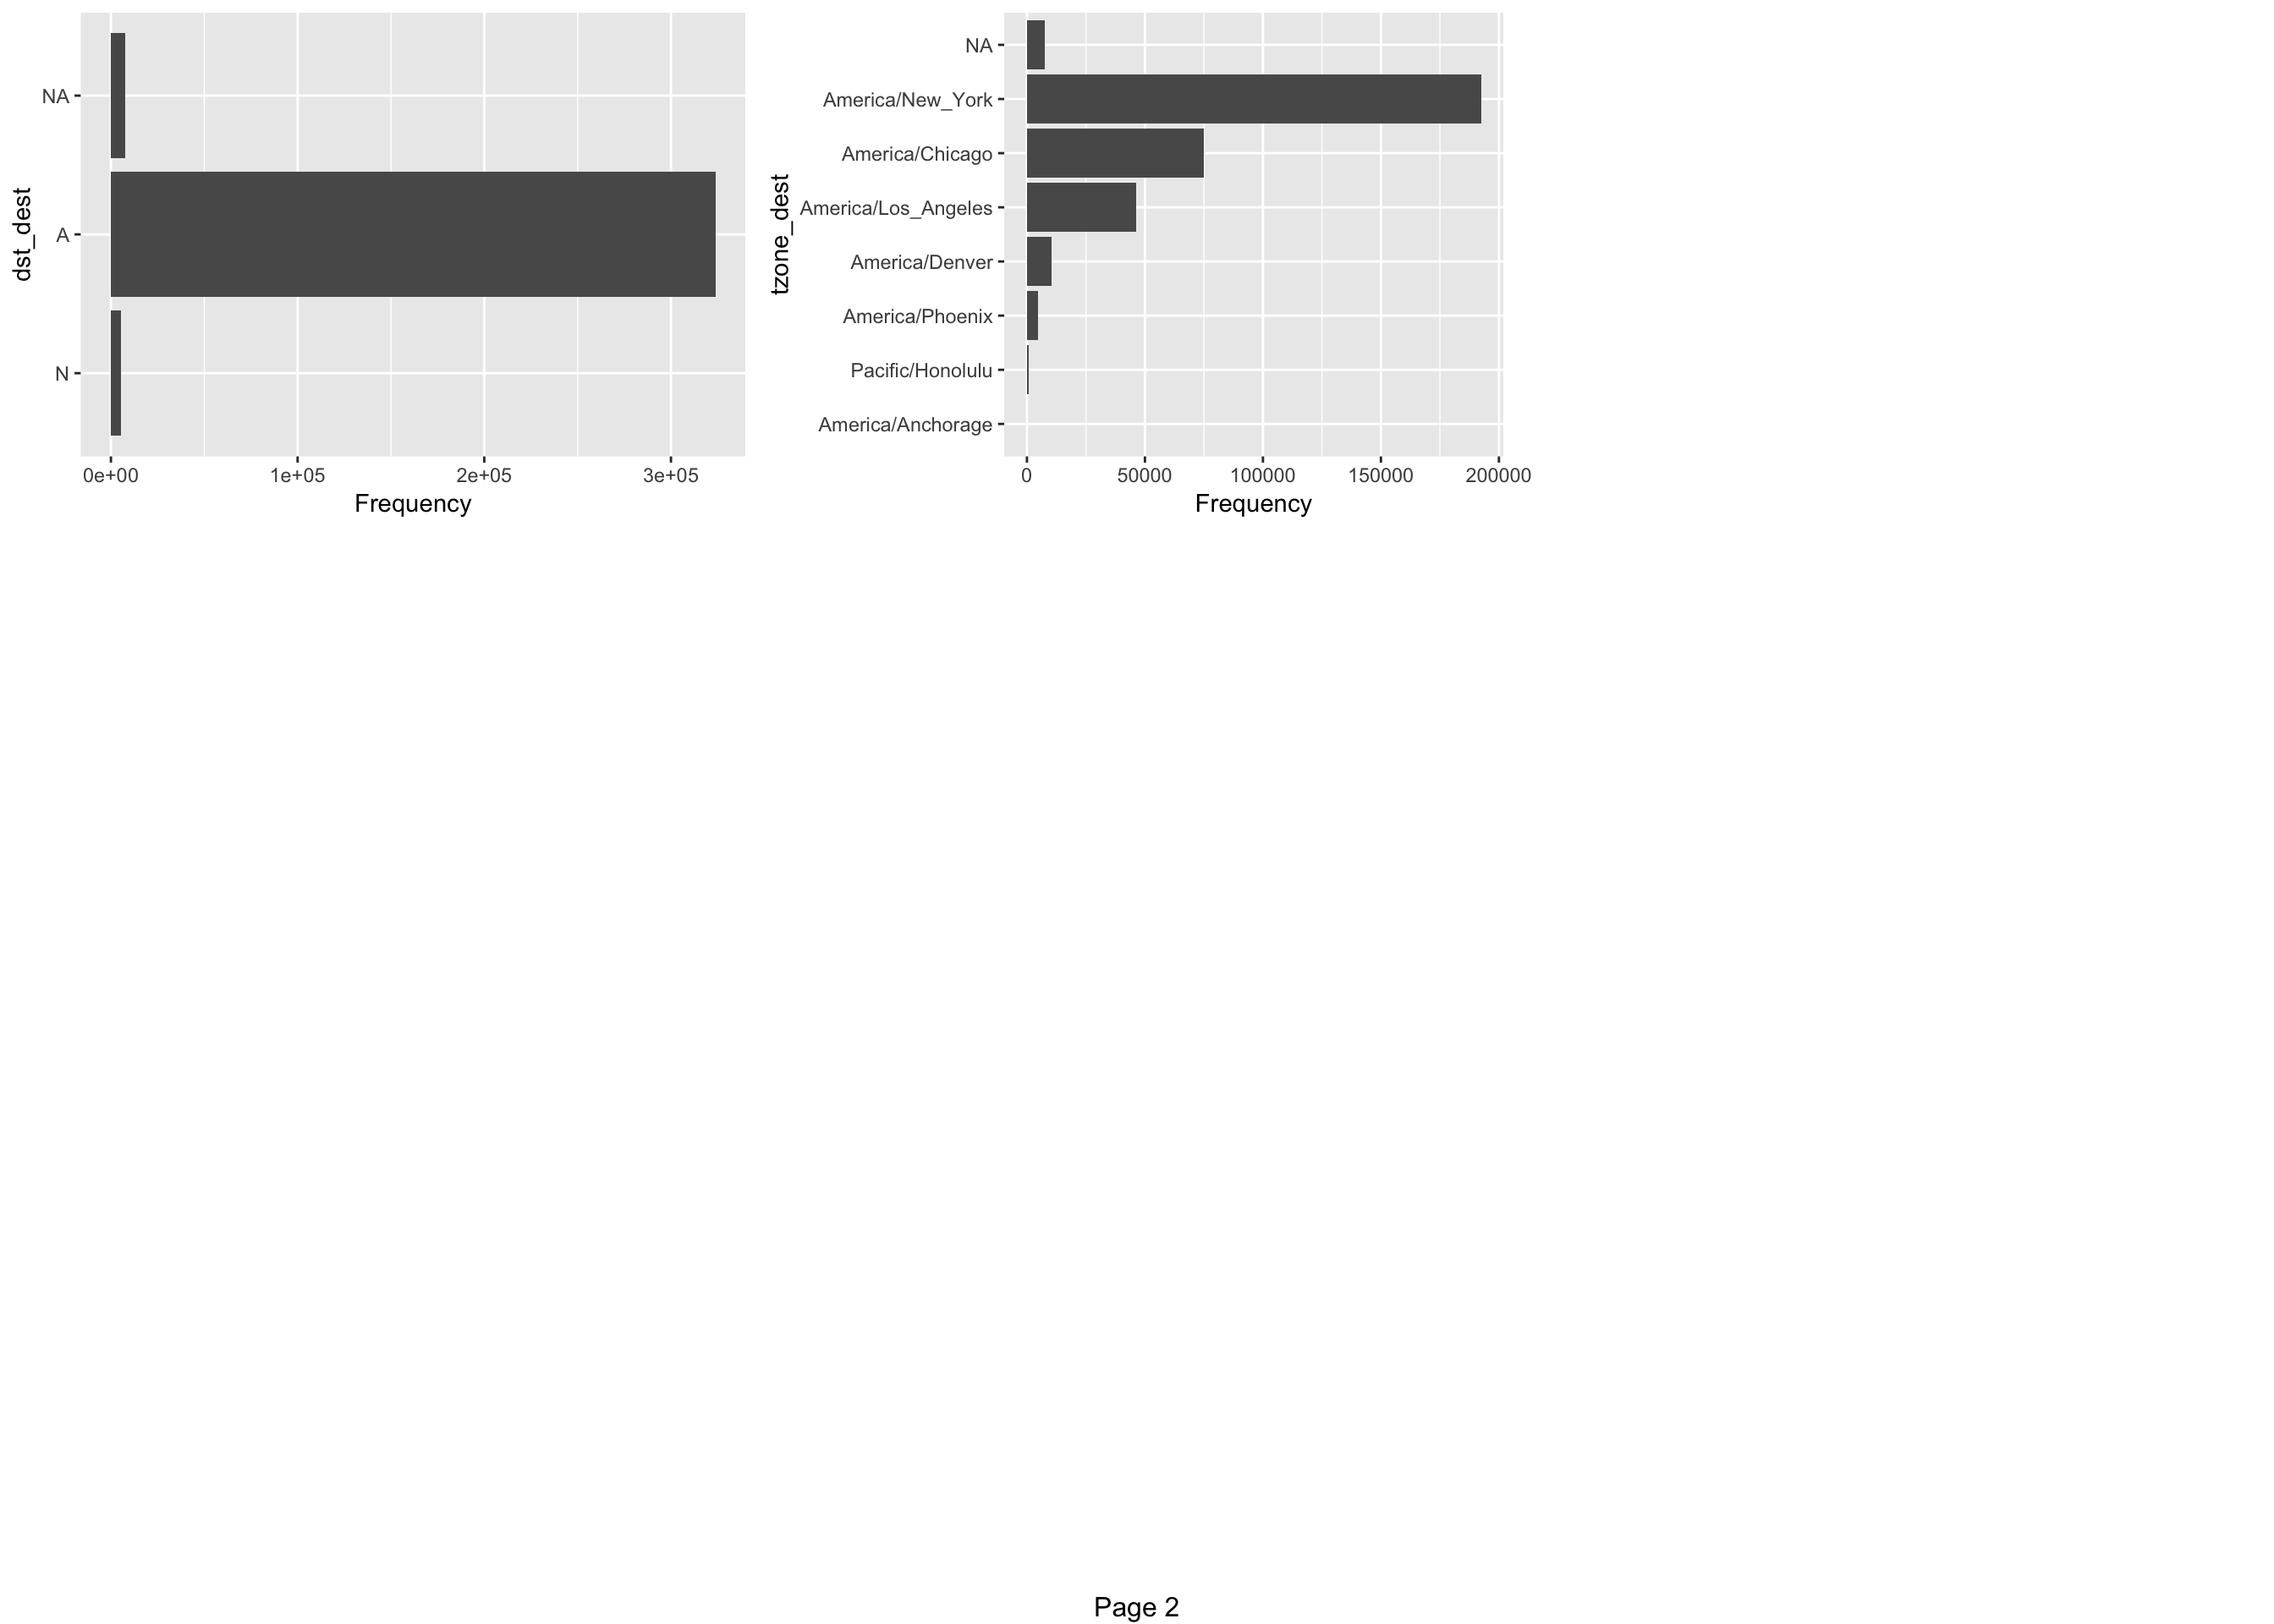 dst_dest
NA
A
N
0e+00 1e+05 2e+05 3e+05
Frequency
tzone_dest
NA
America/New_York
America/Chicago
America/Los_Angeles
America/Denver
America/Phoenix
Pacific/Honolulu
America/Anchorage
0 50000 100000 150000 200000
Frequency
Page 2